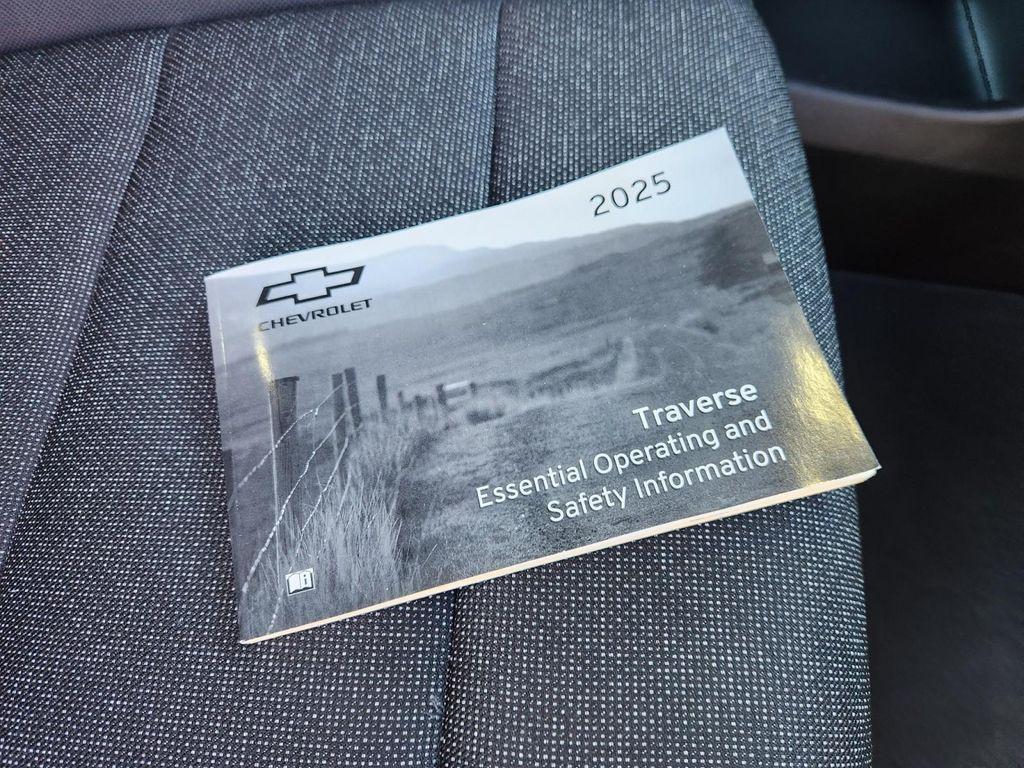 2025
CHEVROLET
Traverse
Essential Operating and
Safety Information